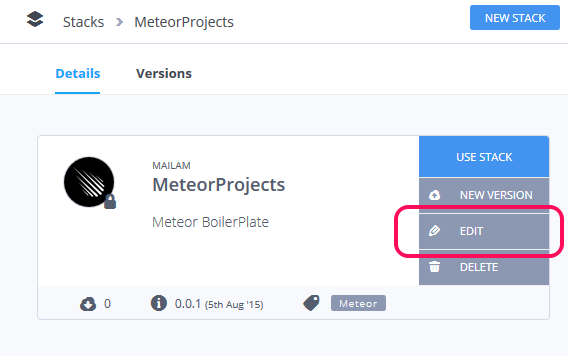 Stacks > MeteorProjects
NEW STACK
Details Versions
MAILAM
MeteorProjects
Meteor BoilerPlate
USE STACK
NEW VERSION
EDIT
DELETE
0 0.0.1 (5th Aug '15) Meteor